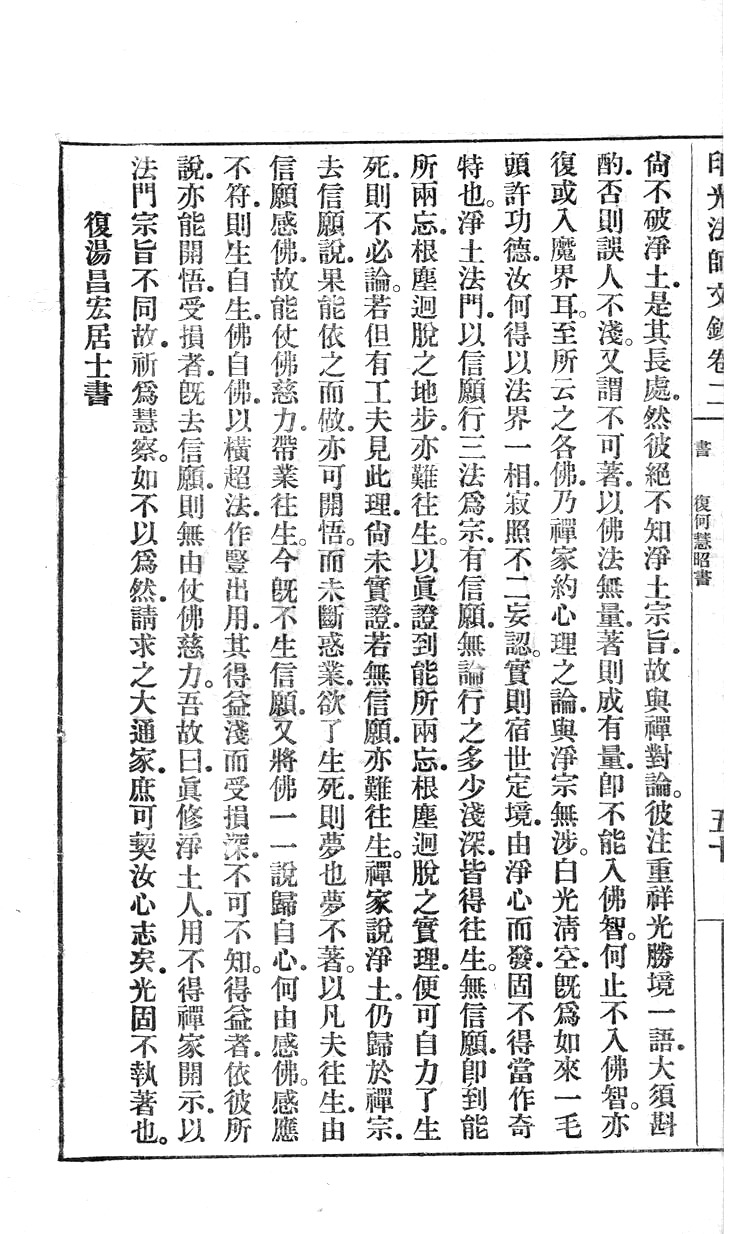 印光法師文鈔卷二 書 復何慧昭書 五十
尙不破淨土．是其長處．然彼絕不知淨土宗旨．故與禪對論。彼注重祥光勝境一語．大須斟
酌．否則誤人不淺。又謂不可著．以佛法無量．著則成有量．卽不能入佛智。何止不入佛智．亦
復或入魔界耳。至所云之各佛．乃禪家約心理之論．與淨宗無涉。白光淸空．旣爲如來一毛
頭許功德．汝何得以法界一相．寂照不二妄認。實則宿世定境．由淨心而發．固不得當作奇
特也。淨土法門．以信願行三法爲宗．有信願．無論行之多少淺深．皆得往生。無信願．卽到能
所兩忘．根塵迴脫之地步．亦難往生。以眞證到能所兩忘．根塵迴脫之實理．便可自力了生
死．則不必論。若但有工夫見此理．尙未實證．若無信願．亦難往生。禪家說淨土．仍歸於禪宗．
去信願說．果能依之而做．亦可開悟。而未斷惑業．欲了生死．則夢也夢不著。以凡夫往生．由
信願感佛．故能仗佛慈力．帶業往生。今旣不生信願．又將佛一一說歸自心．何由感佛。感應
不符．則生自生．佛自佛．以橫超法．作豎出用．其得益淺而受損深．不可不知。得益者．依彼所
說．亦能開悟．受損者．旣去信願．則無由仗佛慈力。吾故曰．眞修淨土人．用不得禪家開示．以
法門宗旨不同故．祈爲慧察。如不以爲然．請求之大通家．庶可契汝心志矣．光固不執著也。
復湯昌宏居士書